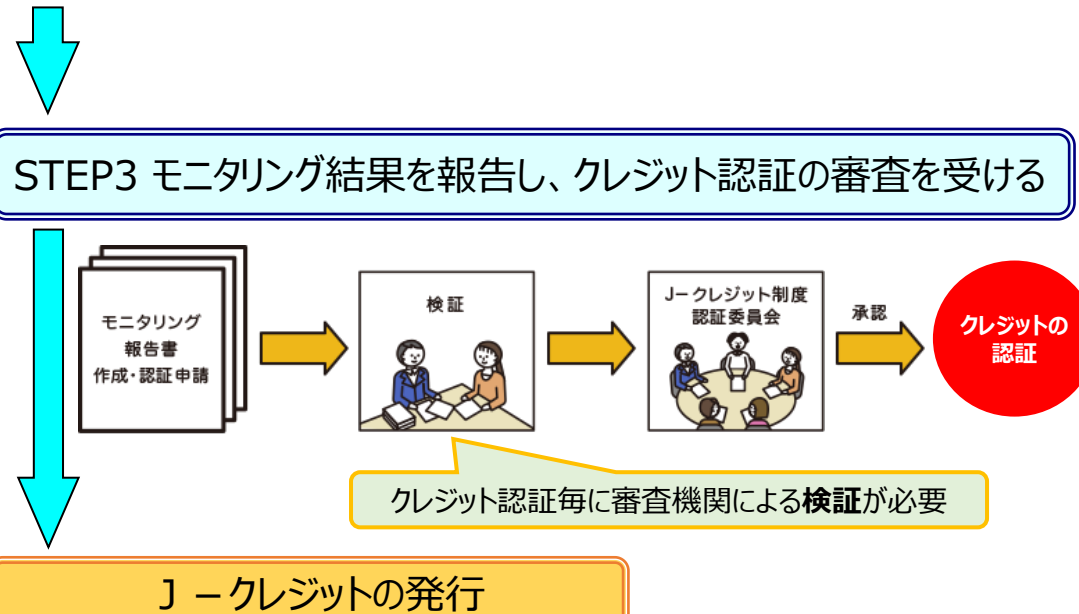 STEP3 モニタリング結果を報告し、クレジット認証の審査を受ける
モニタリング
報告書
作成・認証申請
検証
J－クレジット制度
認証委員会
承認
クレジットの
認証
クレジット認証毎に審査機関による検証が必要
J－クレジットの発行